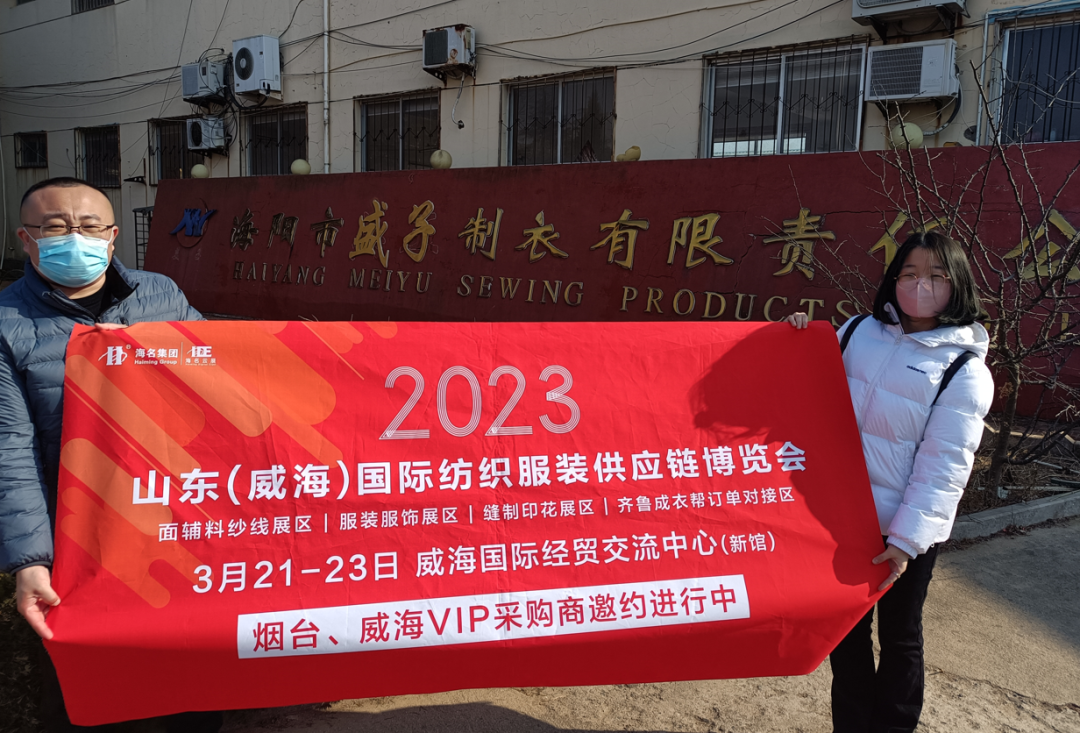 海阳市盛子制衣有限责任公
HAIYANG MEIYU SEWING PRODUCTS
海名集团
Haiming Group
海名会展
2023
山东(威海)国际纺织服装供应链博览会
面辅料纱线展区 | 服装服饰展区 | 缝制印花展区 | 齐鲁成衣帮订单对接区
3月21-23日 威海国际经贸交流中心(新馆)
烟台、威海VIP采购商邀约进行中